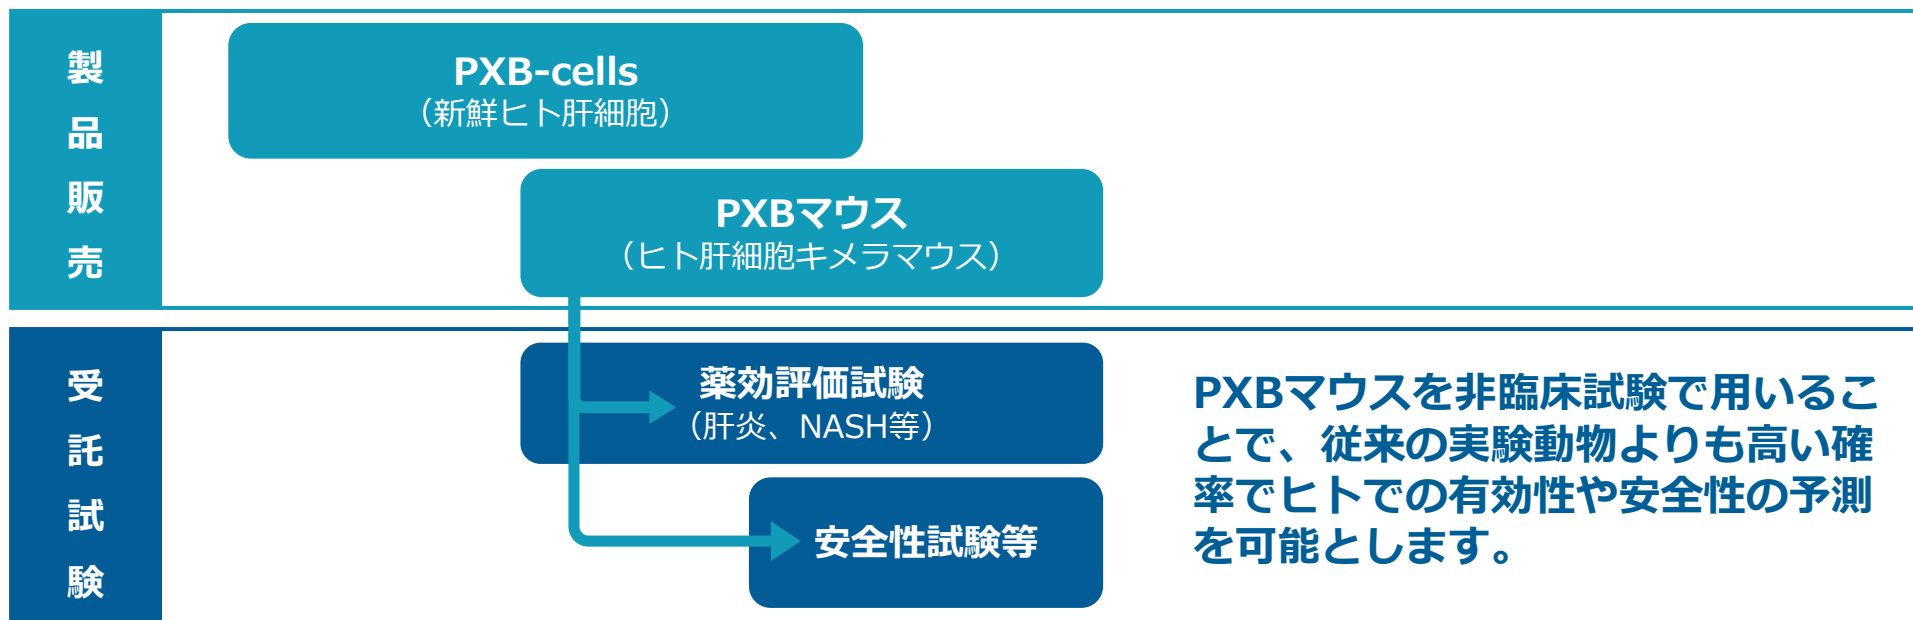 製品販売
PXB-cells
（新鮮ヒト肝細胞）
PXBマウス
（ヒト肝細胞キメラマウス）
受託試験
薬効評価試験
（肝炎、NASH等）
安全性試験等
PXBマウスを非臨床試験で用いるこ
とで、従来の実験動物よりも高い確
率でヒトでの有効性や安全性の予測
を可能とします。